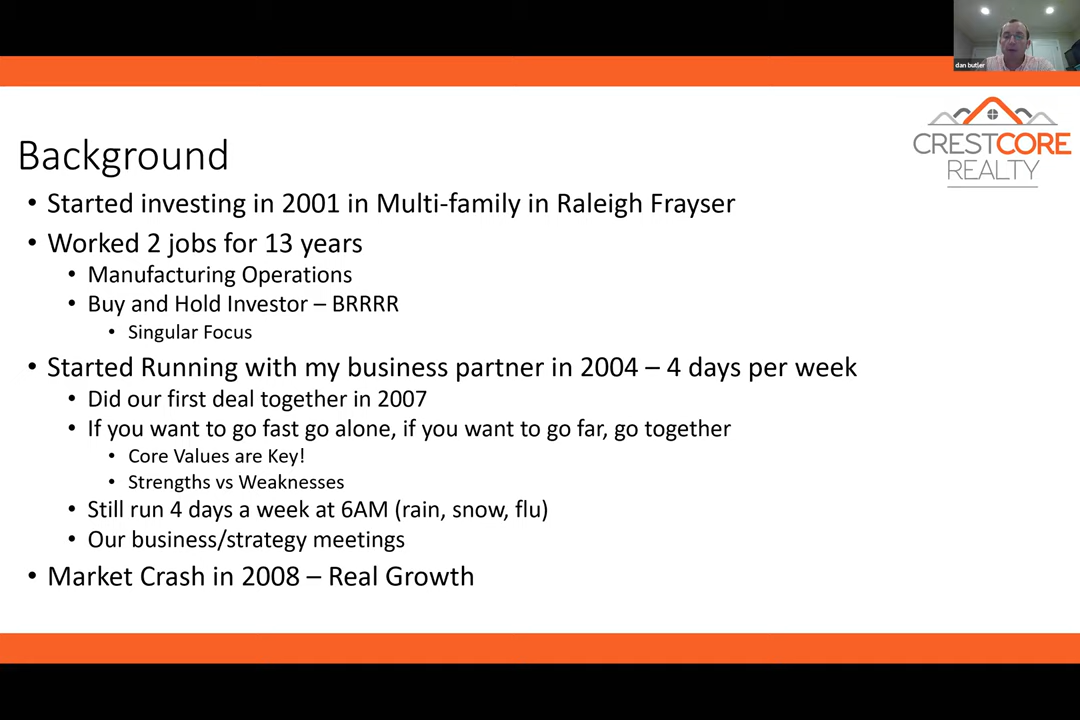 dan butler
CRESTCORE
REALTY
Background
• Started investing in 2001 in Multi-family in Raleigh Frayser
• Worked 2 jobs for 13 years
• Manufacturing Operations
• Buy and Hold Investor – BRRRR
• Singular Focus
• Started Running with my business partner in 2004 – 4 days per week
• Did our first deal together in 2007
• If you want to go fast go alone, if you want to go far, go together
• Core Values are Key!
• Strengths vs Weaknesses
• Still run 4 days a week at 6AM (rain, snow, flu)
• Our business/strategy meetings
• Market Crash in 2008 – Real Growth